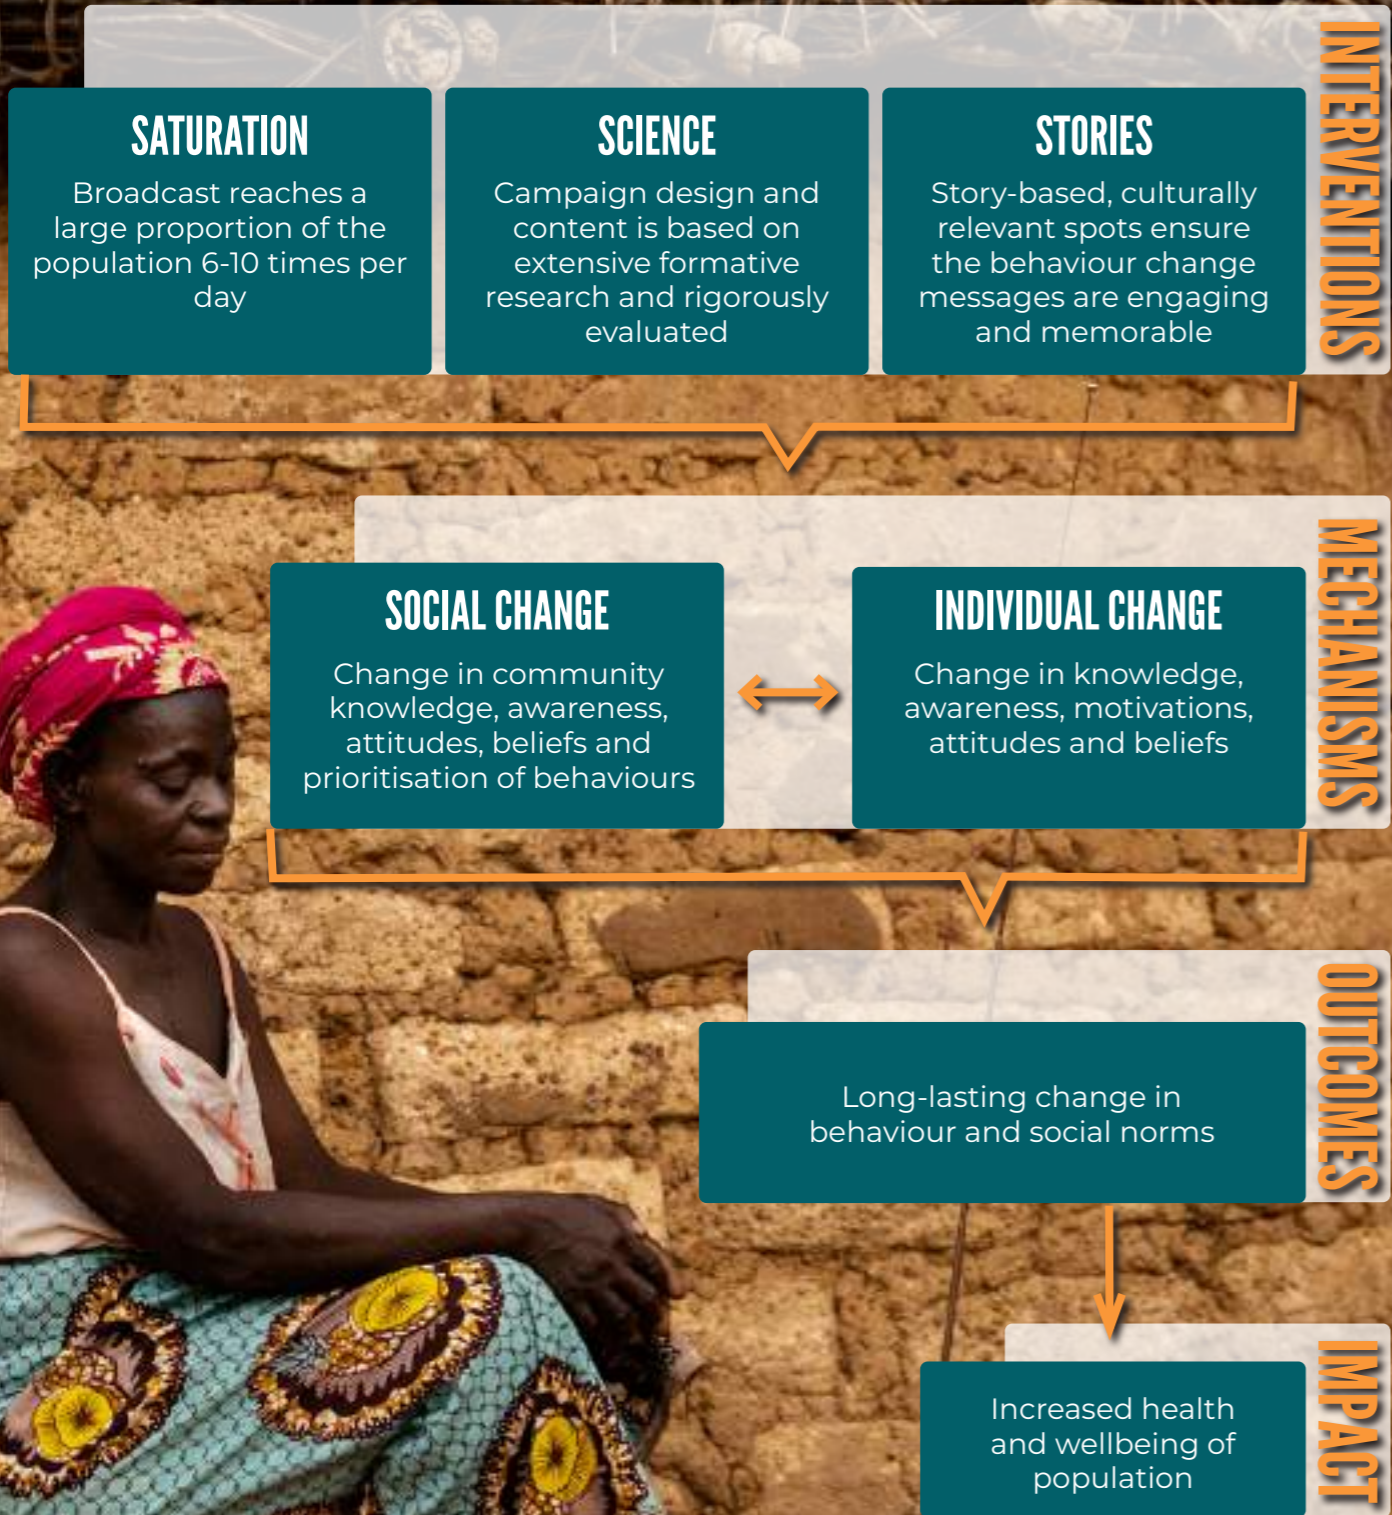 INTERVENTIONS
SATURATION
Broadcast reaches a
large proportion of the
population 6-10 times per
day
SCIENCE
Campaign design and
content is based on
extensive formative
research and rigorously
evaluated
STORIES
Story-based, culturally
relevant spots ensure
the behaviour change
messages are engaging
and memorable
MECHANISMS
SOCIAL CHANGE
Change in community
knowledge, awareness,
attitudes, beliefs and
prioritisation of behaviours
INDIVIDUAL CHANGE
Change in knowledge,
awareness, motivations,
attitudes and beliefs
OUTCOMES
Long-lasting change in
behaviour and social norms
IMPACT
Increased health
and wellbeing of
population